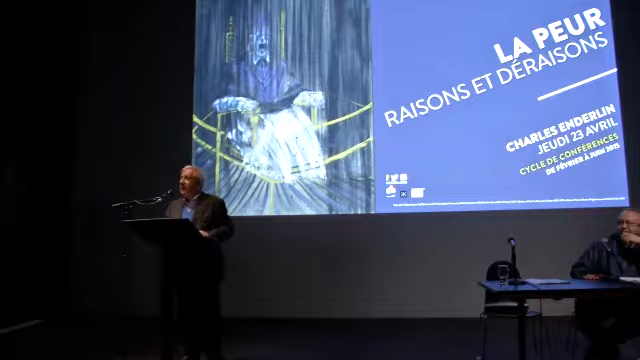 LA PEUR
RAISONS ET DÉRAISONS
CHARLES ENDERLIN
JEUDI 23 AVRIL
CYCLE DE CONFÉRENCES
DE FÉVRIER À JUIN 2015